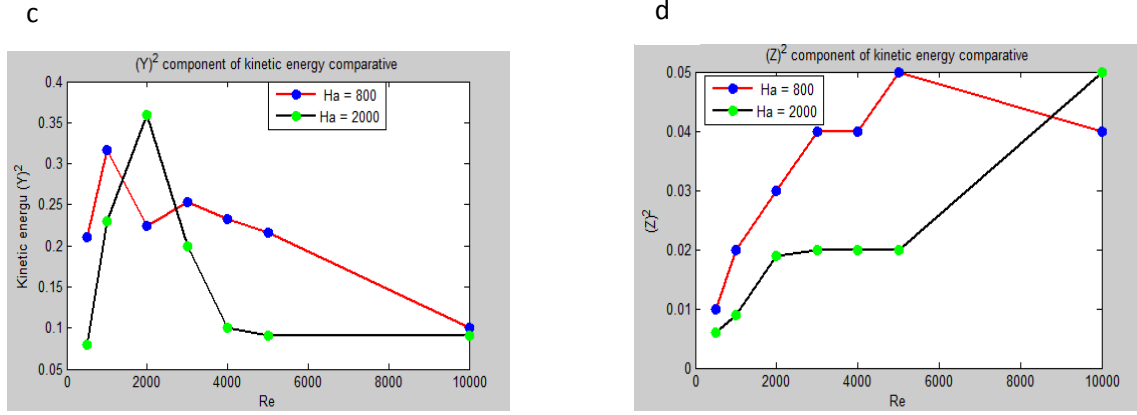 c
(Y)2 component of kinetic energy comparative
0.4
0.35
0.3
0.25
0.2
0.15
0.1
0.05
Kinetic energu (Y)2
Ha = 800
Ha = 2000
0 2000 4000 6000 8000 10000
Re
d
(Z)2 component of kinetic energy comparative
0.05
0.04
0.03
0.02
0.01
0
(Z)2
Ha = 800
Ha = 2000
0 2000 4000 6000 8000 10000
Re